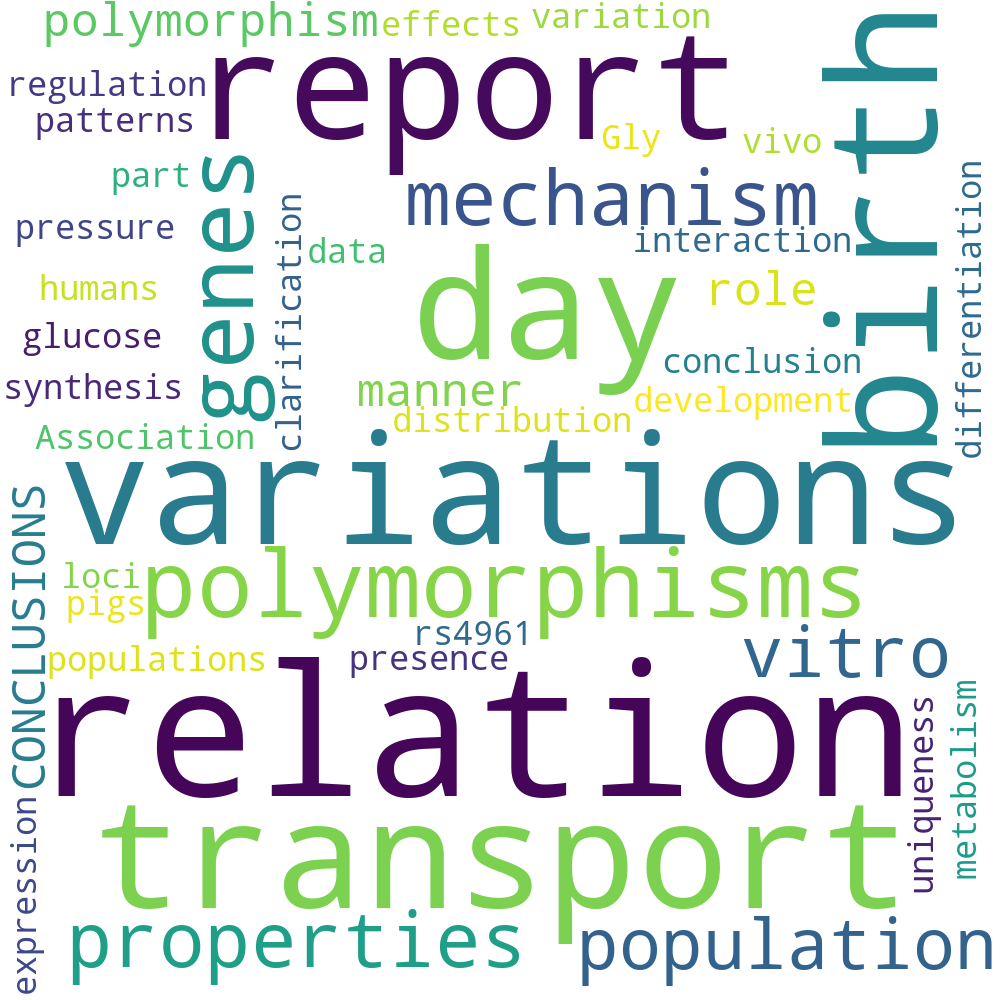 polymorphism
effects
variation
report
birth
regulation
patterns
Gly
vivo
part
genes
mechanism
differentiation
pressure
clarification
data
interaction
humans
day
role
glucose
conclusion
synthesis
manner
development
distribution
Association
variations
CONCLUSIONS
loci
polymorphisms
pigs
rs4961
vitro
populations
presence
relation
uniqueness
metabolism
expression
transport
properties
population